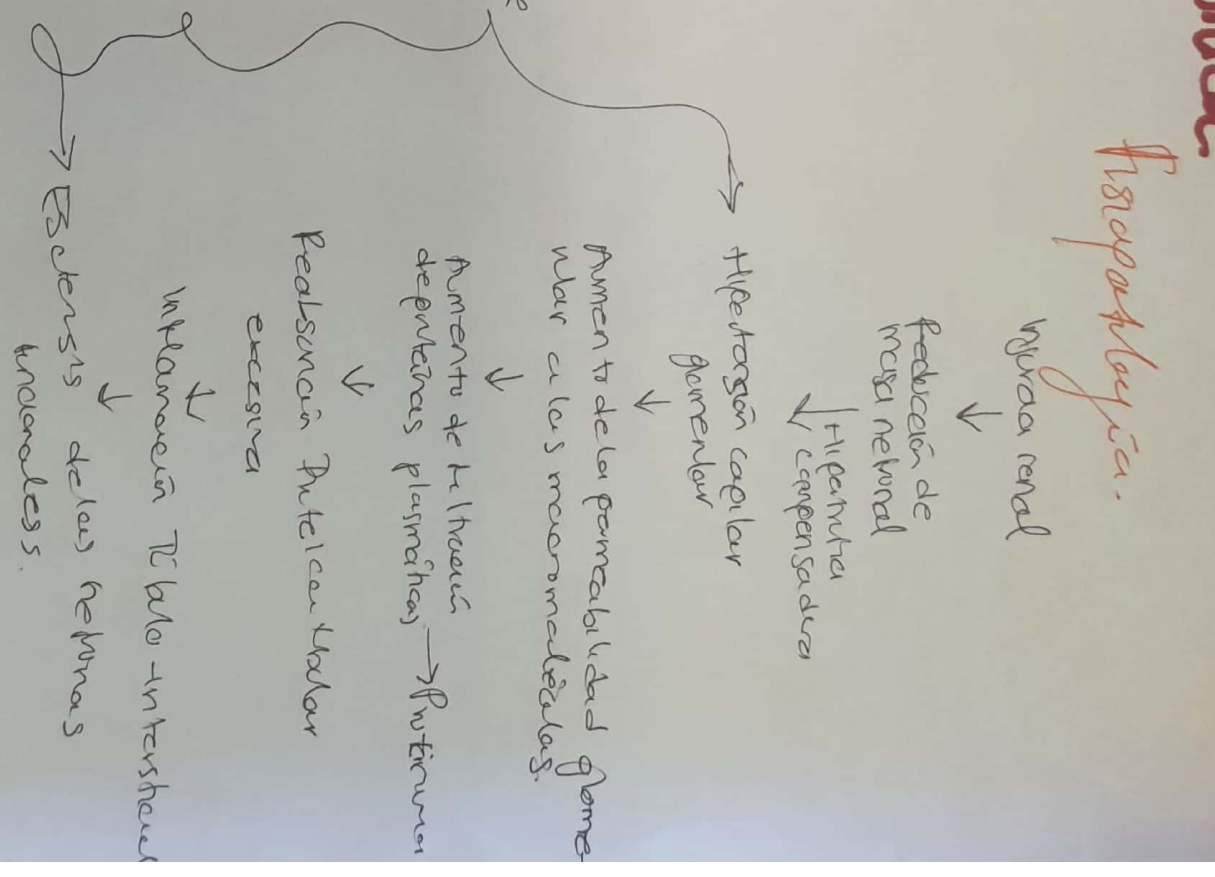 Fisiopatología.
Injuria renal
↓
Reducción de
masa nefronal
↓ Hipertrofia
compensadora
→ Hipertensión capilar
glomerular
↓
Aumento de la permeabilidad glome-
rular a las macromoléculas.
↓
Aumento de filtración
de proteínas plasmáticas → Proteinuria
↓
Reabsorción Proteica tubular
excesiva
↓
Inflamación Túbulo-intersticial
↓
→ Esclerosis de las nefronas
funcionales.